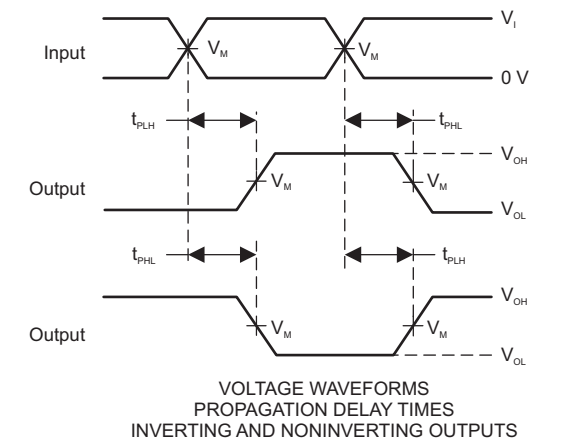 V_I
Input
V_M
V_M
0 V
t_PLH
t_PHL
V_OH
Output
V_M
V_M
V_OL
t_PHL
t_PLH
V_OH
Output
V_M
V_M
V_OL
VOLTAGE WAVEFORMS
PROPAGATION DELAY TIMES
INVERTING AND NONINVERTING OUTPUTS